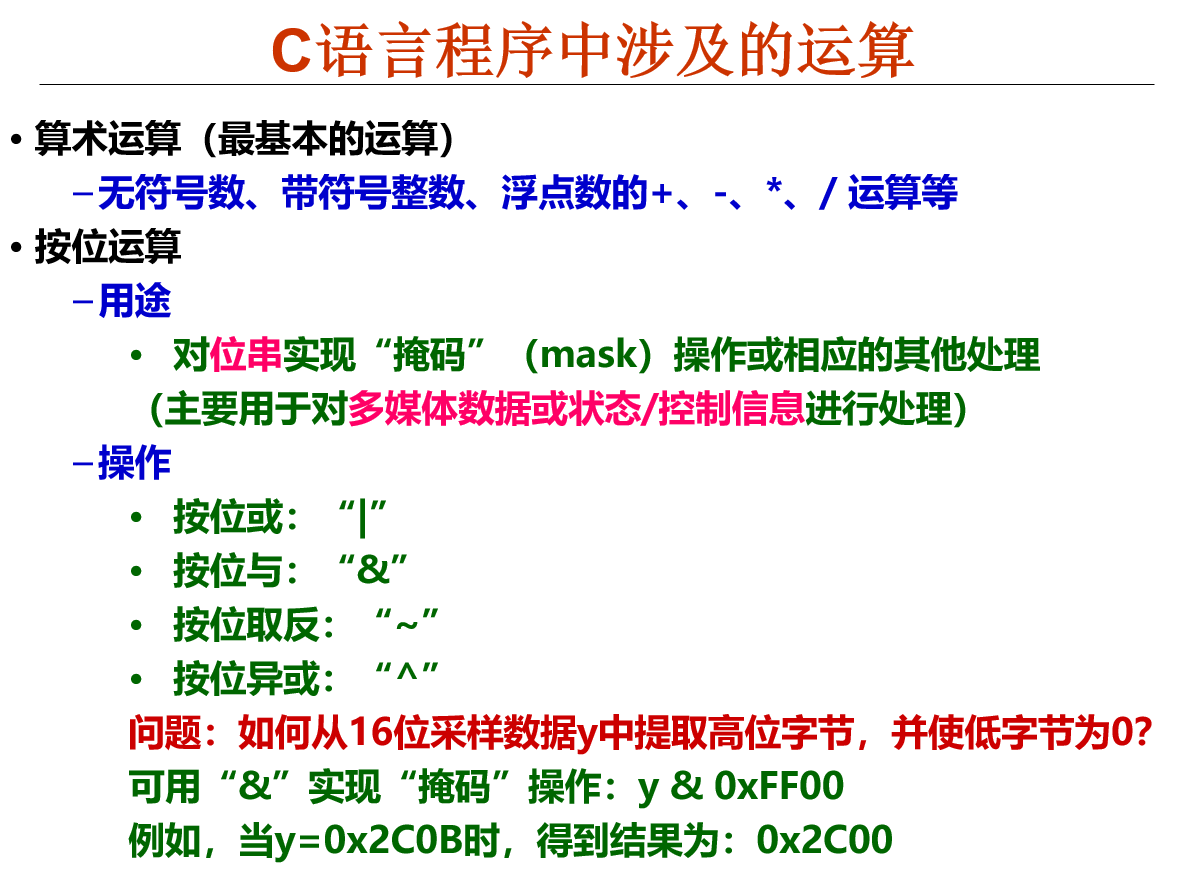 C语言程序中涉及的运算
• 算术运算（最基本的运算）
–无符号数、带符号整数、浮点数的+、-、*、/ 运算等
• 按位运算
–用途
• 对位串实现“掩码”（mask）操作或相应的其他处理
（主要用于对多媒体数据或状态/控制信息进行处理）
–操作
• 按位或：“|”
• 按位与：“&”
• 按位取反：“~”
• 按位异或：“^”
问题：如何从16位采样数据y中提取高位字节，并使低字节为0？
可用“&”实现“掩码”操作：y & 0xFF00
例如，当y=0x2C0B时，得到结果为：0x2C00